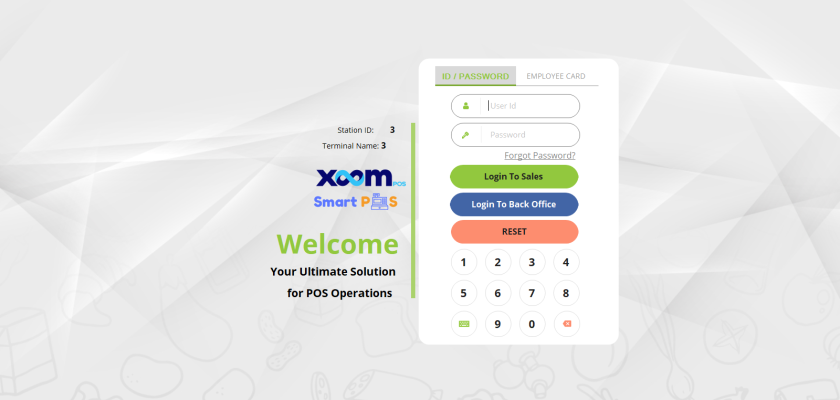 Station ID: 3
Terminal Name: 3
xoom POS
Smart POS
Welcome
Your Ultimate Solution
for POS Operations
ID / PASSWORD
EMPLOYEE CARD
User Id
Password
Forgot Password?
Login To Sales
Login To Back Office
RESET
1 2 3 4
5 6 7 8
9 0